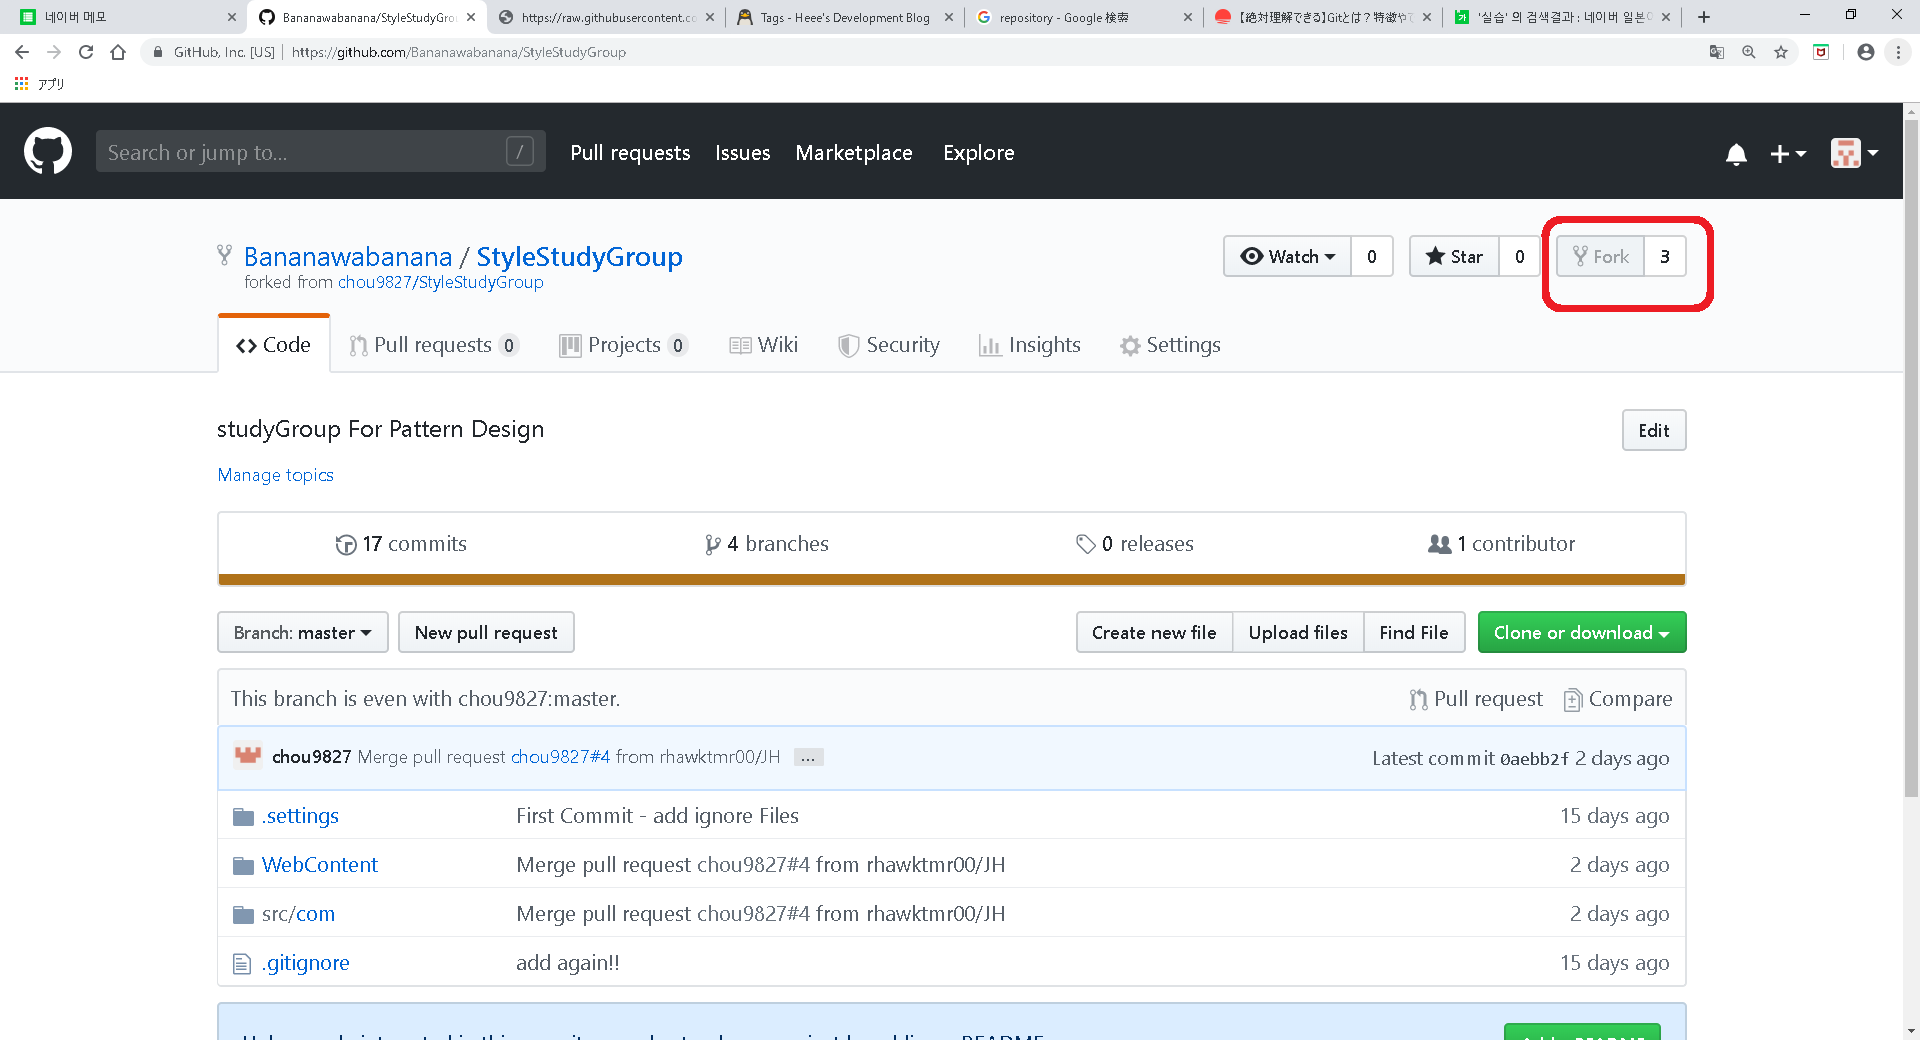 네이버 메모
Bananawabanana/StyleStudyGro
https://raw.githubusercontent.co
Tags - Heee's Development Blog
repository - Google 検索
【絶対理解できる】Gitとは？特徴や
'실습' 의 검색결과 : 네이버 일본어
GitHub, Inc. [US] | https://github.com/Bananawabanana/StyleStudyGroup
アプリ
Search or jump to... /
Pull requests Issues Marketplace Explore
Bananawabanana / StyleStudyGroup
Watch 0 Star 0 Fork 3
forked from chou9827/StyleStudyGroup
Code Pull requests 0 Projects 0 Wiki Security Insights Settings
studyGroup For Pattern Design
Edit
Manage topics
17 commits 4 branches 0 releases 1 contributor
Branch: master New pull request Create new file Upload files Find File Clone or download
This branch is even with chou9827:master. Pull request Compare
chou9827 Merge pull request chou9827#4 from rhawktmr00/JH ... Latest commit 0aebb2f 2 days ago
.settings First Commit - add ignore Files 15 days ago
WebContent Merge pull request chou9827#4 from rhawktmr00/JH 2 days ago
src/com Merge pull request chou9827#4 from rhawktmr00/JH 2 days ago
.gitignore add again!! 15 days ago